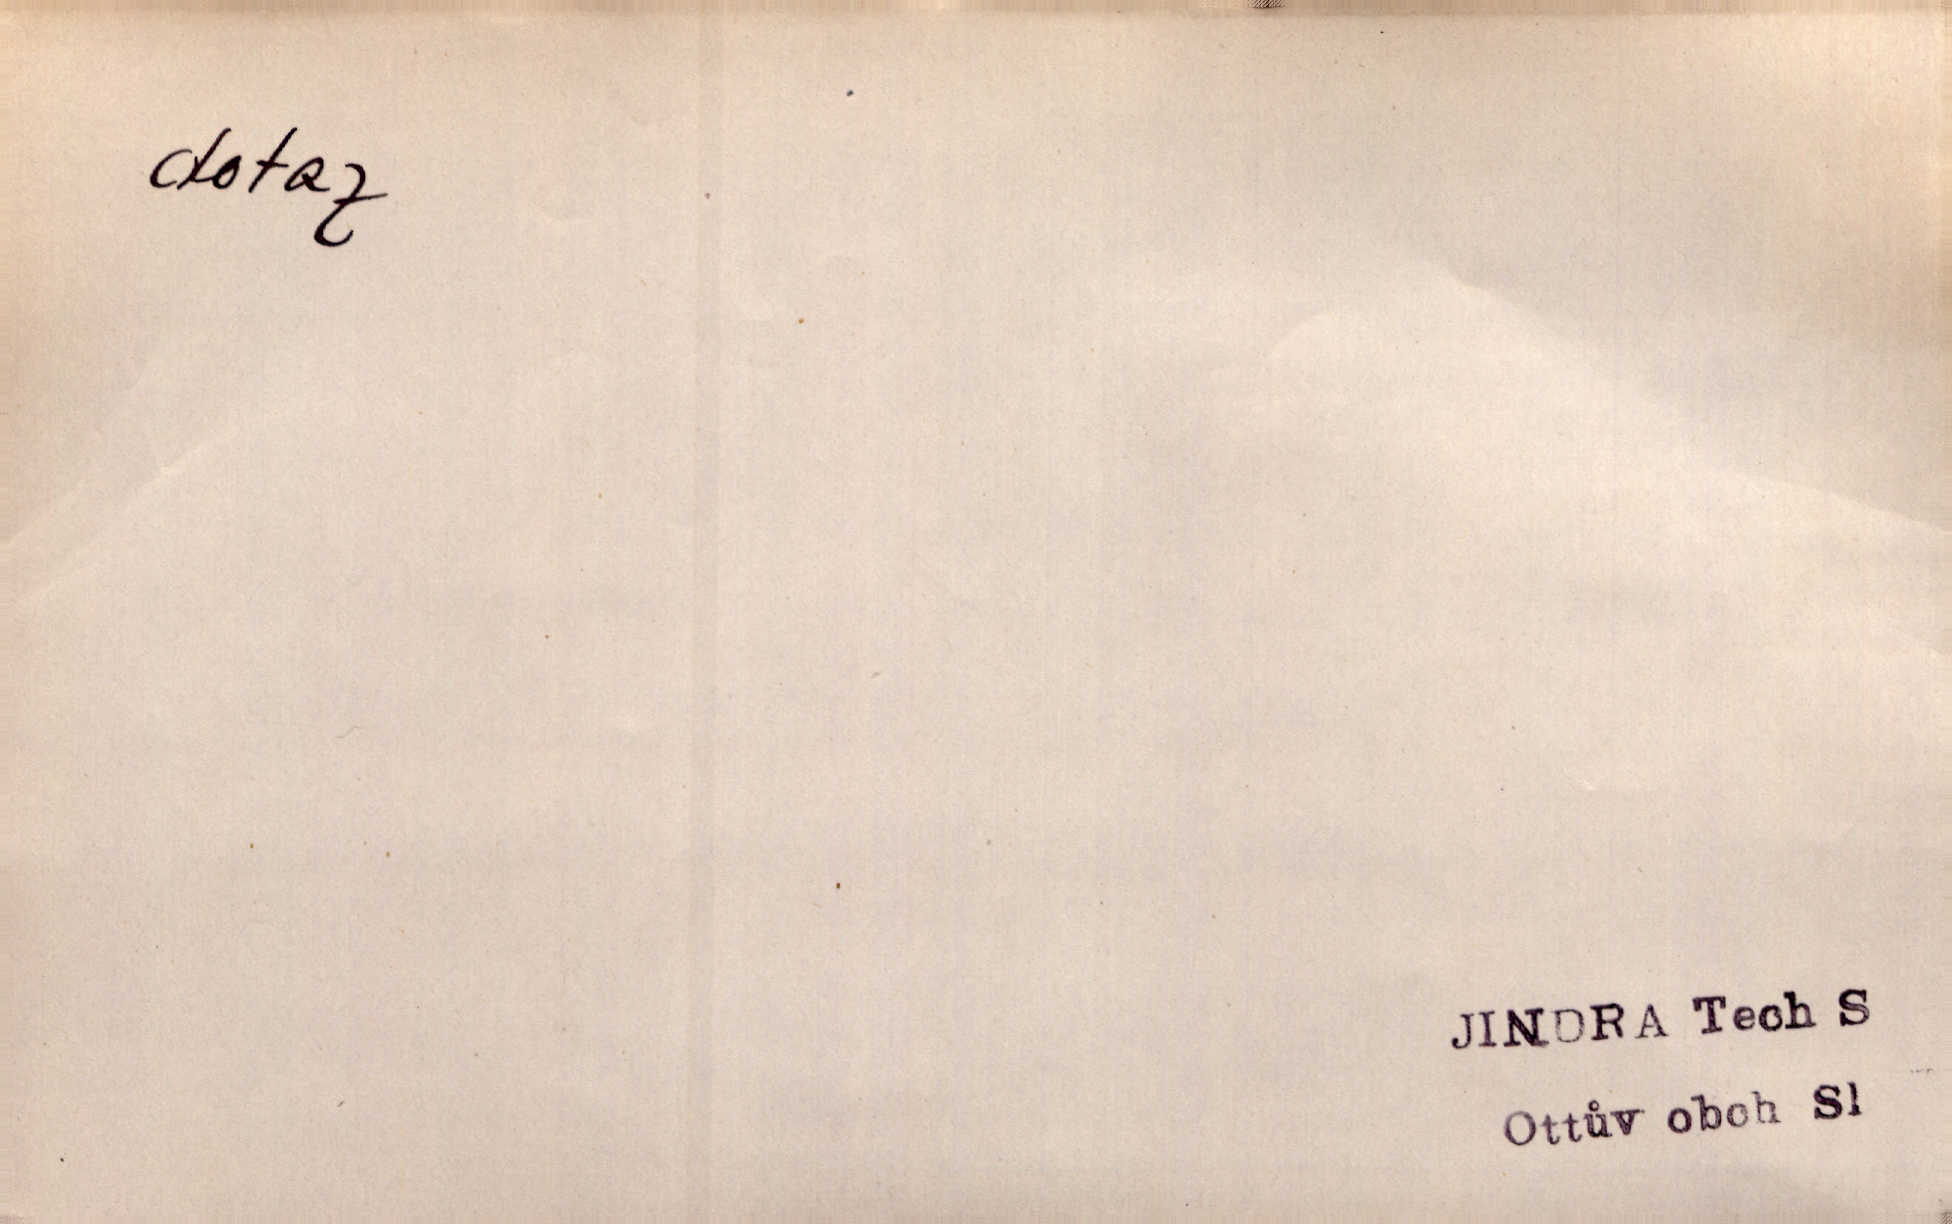 dotaz
JINDRA Tech S
Ottův obch Sl